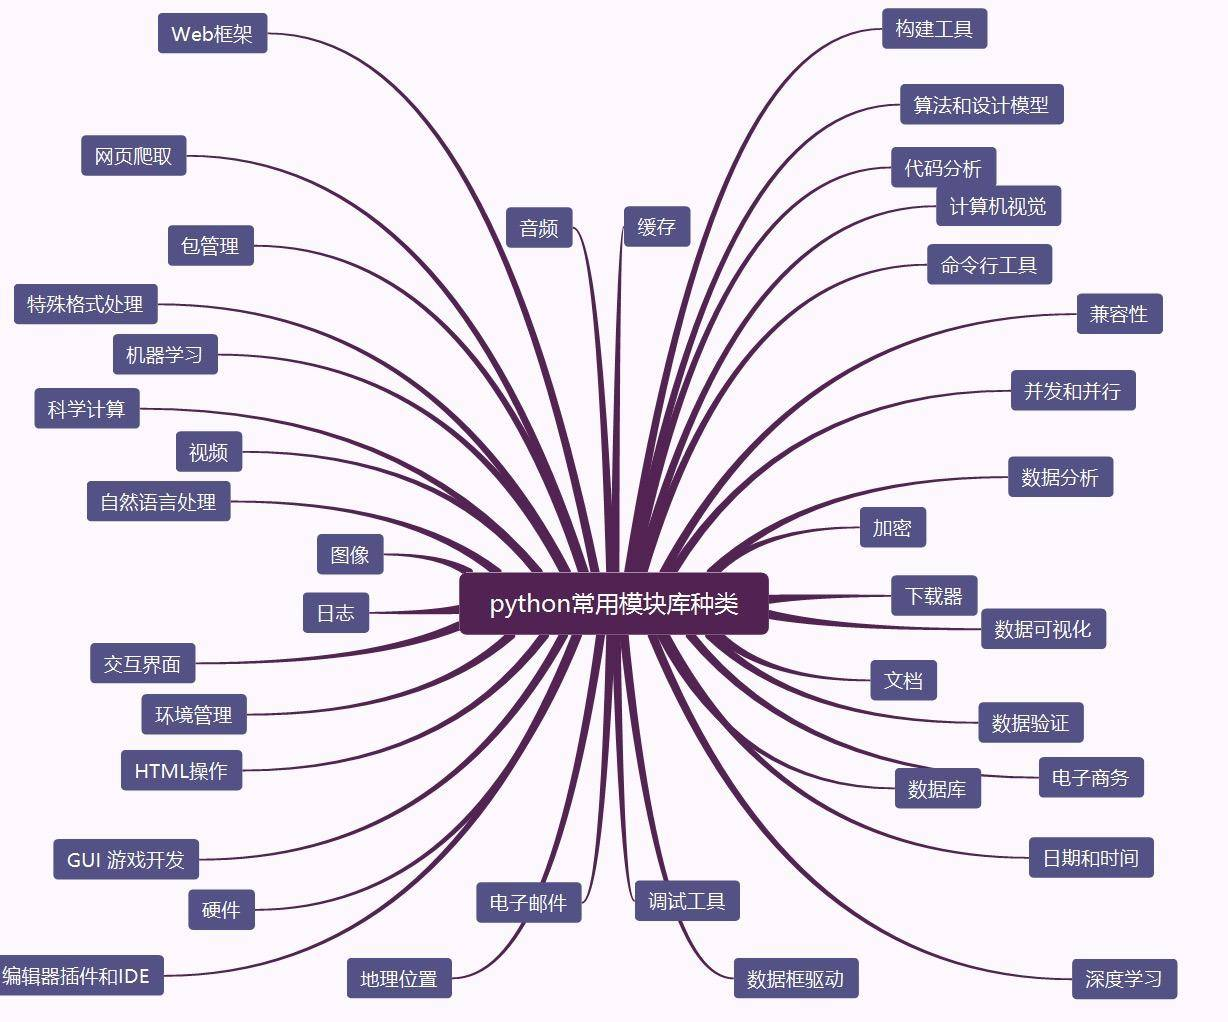 Web框架
构建工具
算法和设计模型
网页爬取
代码分析
计算机视觉
音频
缓存
包管理
命令行工具
特殊格式处理
兼容性
机器学习
并发和并行
科学计算
视频
数据分析
自然语言处理
加密
图像
下载器
python常用模块库种类
日志
数据可视化
交互界面
文档
环境管理
数据验证
HTML操作
电子商务
数据库
GUI 游戏开发
日期和时间
硬件
电子邮件
调试工具
编辑器插件和IDE
地理位置
数据框驱动
深度学习